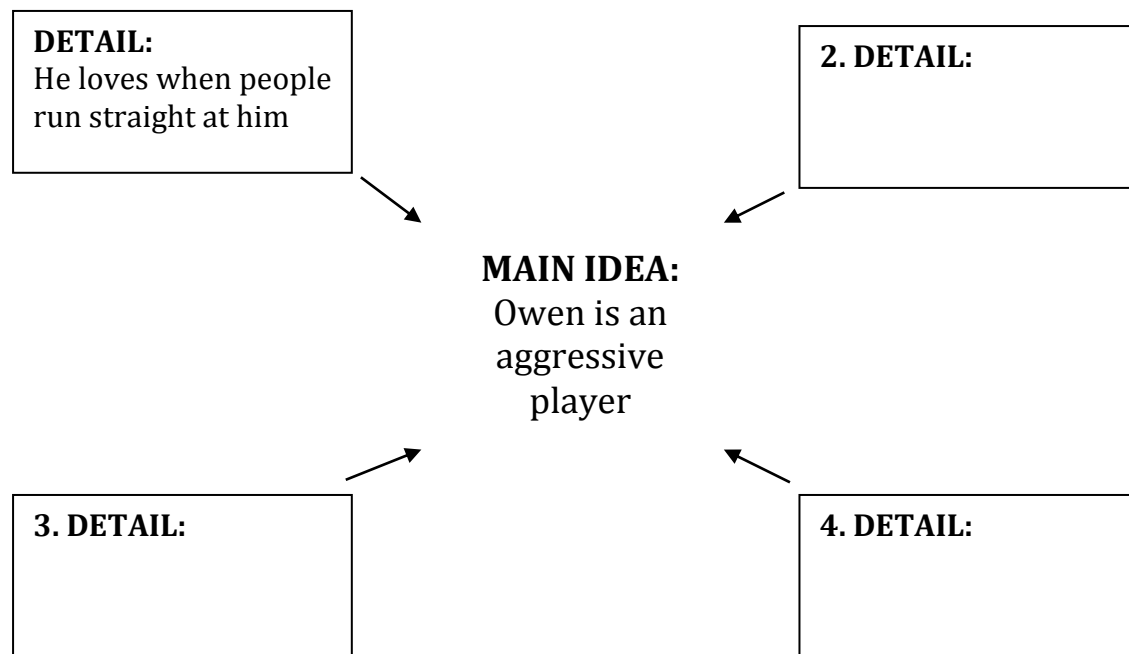 DETAIL:
He loves when people
run straight at him
2. DETAIL:
MAIN IDEA:
Owen is an
aggressive
player
3. DETAIL:
4. DETAIL: